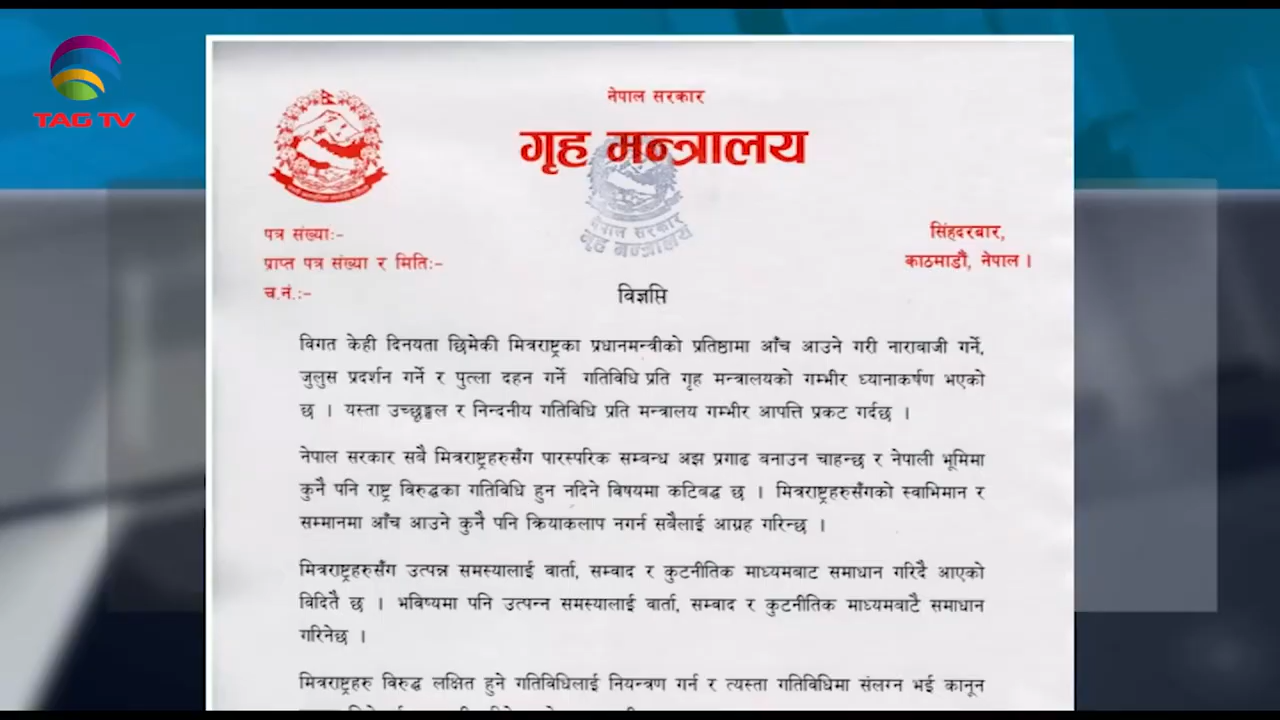 TAG TV
नेपाल सरकार
गृह मन्त्रालय
नेपाल सरकार
गृह मन्त्रालय
पत्र संख्याः-
प्राप्त पत्र संख्या र मितिः-
च.नं.:-
सिंहदरबार,
काठमाडौं, नेपाल ।
विज्ञप्ति
विगत केही दिनयता छिमेकी मित्रराष्ट्रका प्रधानमन्त्रीको प्रतिष्ठामा आँच आउने गरी नाराबाजी गर्ने,
जुलुस प्रदर्शन गर्ने र पुत्ला दहन गर्ने गतिविधि प्रति गृह मन्त्रालयको गम्भीर ध्यानाकर्षण भएको
छ । यस्ता उच्छृङ्खल र निन्दनीय गतिविधि प्रति मन्त्रालय गम्भीर आपत्ति प्रकट गर्दछ ।
नेपाल सरकार सबै मित्रराष्ट्रहरुसँग पारस्परिक सम्बन्ध अझ प्रगाढ बनाउन चाहन्छ र नेपाली भूमिमा
कुनै पनि राष्ट्र विरुद्धका गतिविधि हुन नदिने विषयमा कटिबद्ध छ । मित्रराष्ट्रहरुसँगको स्वाभिमान र
सम्मानमा आँच आउने कुनै पनि क्रियाकलाप नगर्न सबैलाई आग्रह गरिन्छ ।
मित्रराष्ट्रहरुसँग उत्पन्न समस्यालाई वार्ता, सम्वाद र कुटनीतिक माध्यमबाट समाधान गरिदै आएको
विदितै छ । भविष्यमा पनि उत्पन्न समस्यालाई वार्ता, सम्वाद र कुटनीतिक माध्यमबाटै समाधान
गरिनेछ ।
मित्रराष्ट्रहरु विरुद्ध लक्षित हुने गतिविधिलाई नियन्त्रण गर्न र त्यस्ता गतिविधिमा संलग्न भई कानून